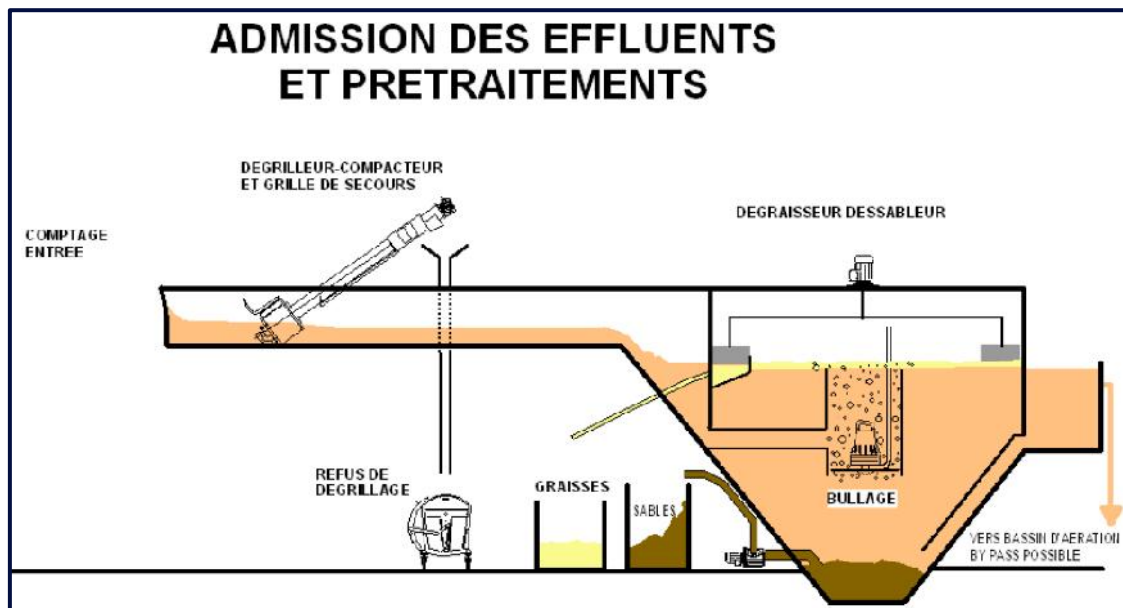 ADMISSION DES EFFLUENTS
ET PRETRAITEMENTS
DEGRILLEUR-COMPACTEUR
ET GRILLE DE SECOURS
DEGRAISSEUR DESSABLEUR
COMPTAGE
ENTREE
REFUS DE
DEGRILLAGE
GRAISSES
SABLES
BULLAGE
VERS BASSIN D'AERATION
BY PASS POSSIBLE